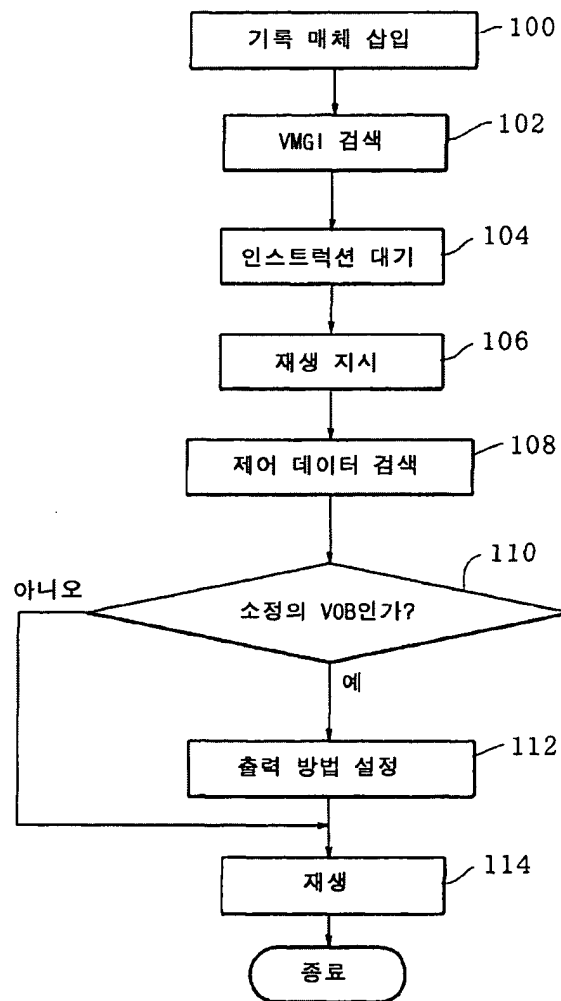 기록 매체 삽입
100
VMGI 검색
102
인스트럭션 대기
104
재생 지시
106
제어 데이터 검색
108
110
아니오
소정의 VOB인가?
예
출력 방법 설정
112
재생
114
종료